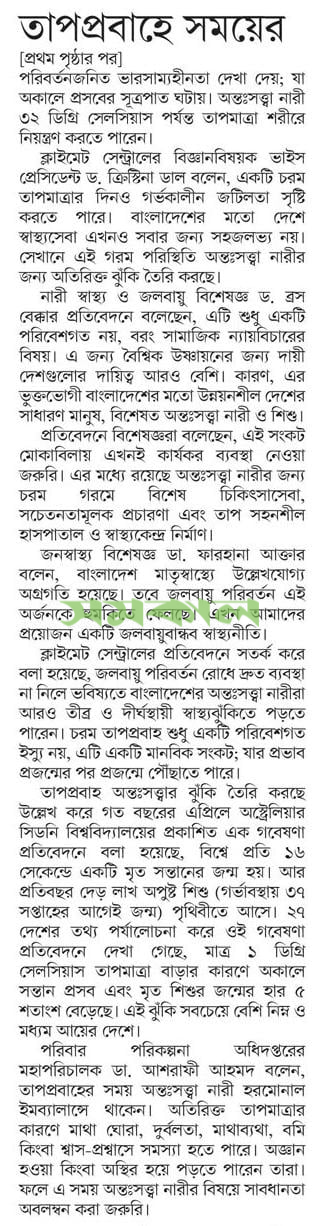 তাপপ্রবাহে সময়ের
[প্রথম পৃষ্ঠার পর]
পরিবর্তনজনিত ভারসাম্যহীনতা দেখা দেয়; যা
অকালে প্রসবের সূত্রপাত ঘটায়। অন্তঃসত্ত্বা নারী
৩২ ডিগ্রি সেলসিয়াস পর্যন্ত তাপমাত্রা শরীরে
নিয়ন্ত্রণ করতে পারেন।
ক্লাইমেট সেন্ট্রালের বিজ্ঞানবিষয়ক ভাইস
প্রেসিডেন্ট ড. ক্রিস্টিনা ডাল বলেন, একটি চরম
তাপমাত্রার দিনও গর্ভকালীন জটিলতা সৃষ্টি
করতে পারে। বাংলাদেশের মতো দেশে
স্বাস্থ্যসেবা এখনও সবার জন্য সহজলভ্য নয়।
সেখানে এই গরম পরিস্থিতি অন্তঃসত্ত্বা নারীর
জন্য অতিরিক্ত ঝুঁকি তৈরি করছে।
নারী স্বাস্থ্য ও জলবায়ু বিশেষজ্ঞ ড. ব্রুস
বেক্কার প্রতিবেদনে বলেছেন, এটি শুধু একটি
পরিবেশগত নয়, বরং সামাজিক ন্যায়বিচারের
বিষয়। এ জন্য বৈশ্বিক উষ্ণায়নের জন্য দায়ী
দেশগুলোর দায়িত্ব আরও বেশি। কারণ, এর
ভুক্তভোগী বাংলাদেশের মতো উন্নয়নশীল দেশের
সাধারণ মানুষ, বিশেষত অন্তঃসত্ত্বা নারী ও শিশু।
প্রতিবেদনে বিশেষজ্ঞরা বলেছেন, এই সংকট
মোকাবিলায় এখনই কার্যকর ব্যবস্থা নেওয়া
জরুরি। এর মধ্যে রয়েছে অন্তঃসত্ত্বা নারীর জন্য
চরম গরমে বিশেষ চিকিৎসাসেবা,
সচেতনতামূলক প্রচারণা এবং তাপ সহনশীল
হাসপাতাল ও স্বাস্থ্যকেন্দ্র নির্মাণ।
জনস্বাস্থ্য বিশেষজ্ঞ ডা. ফারহানা আক্তার
বলেন, বাংলাদেশ মাতৃস্বাস্থ্যে উল্লেখযোগ্য
অগ্রগতি হয়েছে। তবে জলবায়ু পরিবর্তন এই
অর্জনকে হুমকিতে ফেলছে। এখন আমাদের
প্রয়োজন একটি জলবায়ুবান্ধব স্বাস্থ্যনীতি।
সমকাল
ক্লাইমেট সেন্ট্রালের প্রতিবেদনে সতর্ক করে
বলা হয়েছে, জলবায়ু পরিবর্তন রোধে দ্রুত ব্যবস্থা
না নিলে ভবিষ্যতে বাংলাদেশের অন্তঃসত্ত্বা নারীরা
আরও তীব্র ও দীর্ঘস্থায়ী স্বাস্থ্যঝুঁকিতে পড়তে
পারেন। চরম তাপপ্রবাহ শুধু একটি পরিবেশগত
ইস্যু নয়, এটি একটি মানবিক সংকট; যার প্রভাব
প্রজন্মের পর প্রজন্মে পৌঁছাতে পারে।
তাপপ্রবাহ অন্তঃসত্ত্বার ঝুঁকি তৈরি করছে
উল্লেখ করে গত বছরের এপ্রিলে অস্ট্রেলিয়ার
সিডনি বিশ্ববিদ্যালয়ের প্রকাশিত এক গবেষণা
প্রতিবেদনে বলা হয়েছে, বিশ্বে প্রতি ১৬
সেকেন্ডে একটি মৃত সন্তানের জন্ম হয়। আর
প্রতিবছর দেড় লাখ অপুষ্ট শিশু (গর্ভাবস্থায় ৩৭
সপ্তাহের আগেই জন্ম) পৃথিবীতে আসে। ২৭
দেশের তথ্য পর্যালোচনা করে ওই গবেষণা
প্রতিবেদনে দেখা গেছে, মাত্র ১ ডিগ্রি
সেলসিয়াস তাপমাত্রা বাড়ার কারণে অকালে
সন্তান প্রসব এবং মৃত শিশুর জন্মের হার ৫
শতাংশ বেড়েছে। এই ঝুঁকি সবচেয়ে বেশি নিম্ন ও
মধ্যম আয়ের দেশে।
পরিবার পরিকল্পনা অধিদপ্তরের
মহাপরিচালক ডা. আশরাফী আহমদ বলেন,
তাপপ্রবাহের সময় অন্তঃসত্ত্বা নারী হরমোনাল
ইমব্যালান্সে থাকেন। অতিরিক্ত তাপমাত্রার
কারণে মাথা ঘোরা, দুর্বলতা, মাথাব্যথা, বমি
কিংবা শ্বাস-প্রশ্বাসে সমস্যা হতে পারে। অজ্ঞান
হওয়া কিংবা অস্থির হয়ে পড়তে পারেন তারা।
ফলে এ সময় অন্তঃসত্ত্বা নারীর বিষয়ে সাবধানতা
অবলম্বন করা জরুরি।